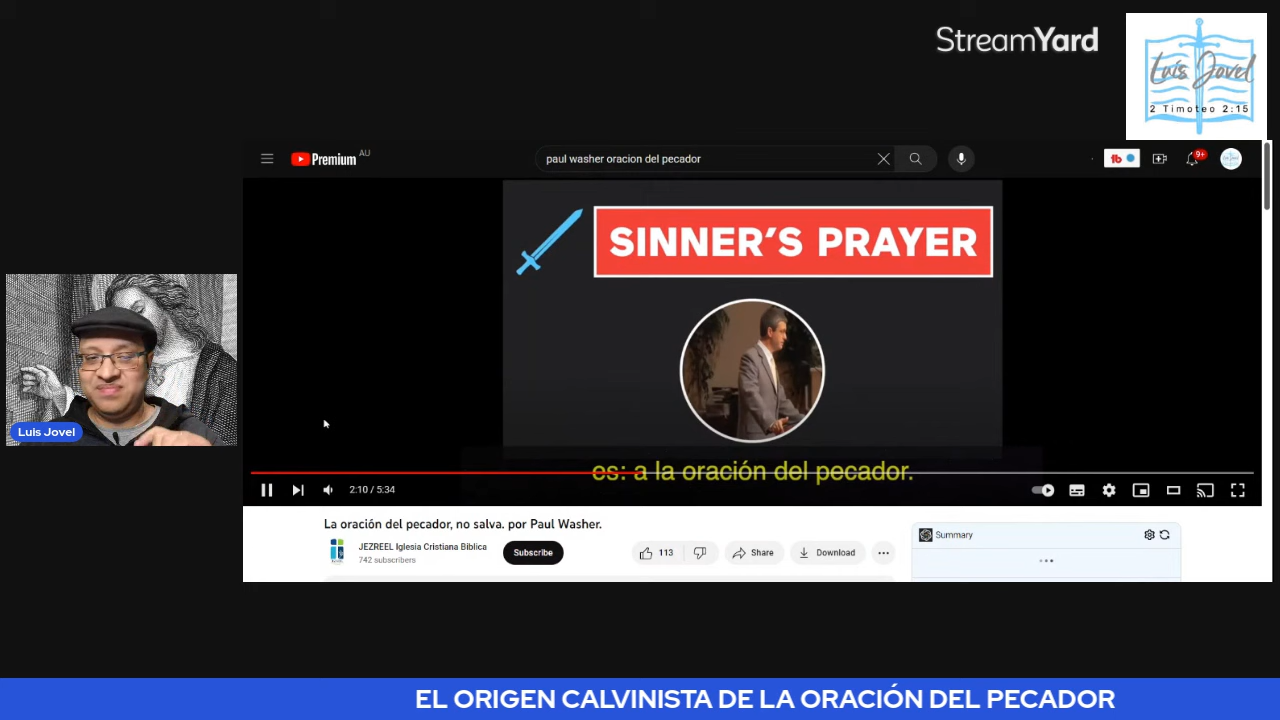 StreamYard
Luis Jovel
2 Timoteo 2:15
Premium AU
paul washer oracion del pecador
9+
SINNER'S PRAYER
es: a la oración del pecador.
Luis Jovel
2:10 / 5:34
La oración del pecador, no salva. por Paul Washer.
JEZREEL Iglesia Cristiana Biblica
742 subscribers
Subscribe
113
Share
Download
Summary
EL ORIGEN CALVINISTA DE LA ORACIÓN DEL PECADOR